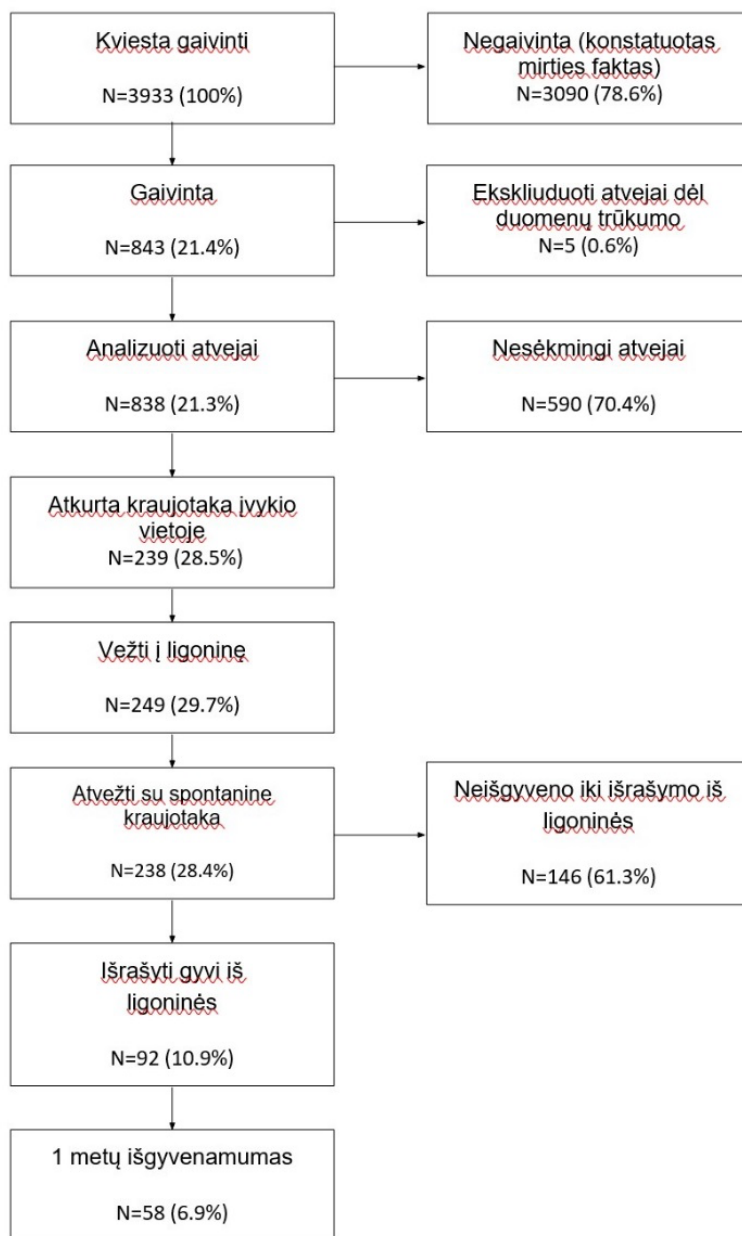 Kviesta gaivinti
N=3933 (100%)
Negaivinta (konstatuotas
mirties faktas)
N=3090 (78.6%)
Gaivinta
N=843 (21.4%)
Ekskliuduoti atvejai dėl
duomenų trūkumo
N=5 (0.6%)
Analizuoti atvejai
N=838 (21.3%)
Nesėkmingi atvejai
N=590 (70.4%)
Atkurta kraujotaka įvykio
vietoje
N=239 (28.5%)
Vežti į ligoninę
N=249 (29.7%)
Atvežti su spontanine
kraujotaka
N=238 (28.4%)
Neišgyveno iki išrašymo iš
ligoninės
N=146 (61.3%)
Išrašyti gyvi iš
ligoninės
N=92 (10.9%)
1 metų išgyvenamumas
N=58 (6.9%)